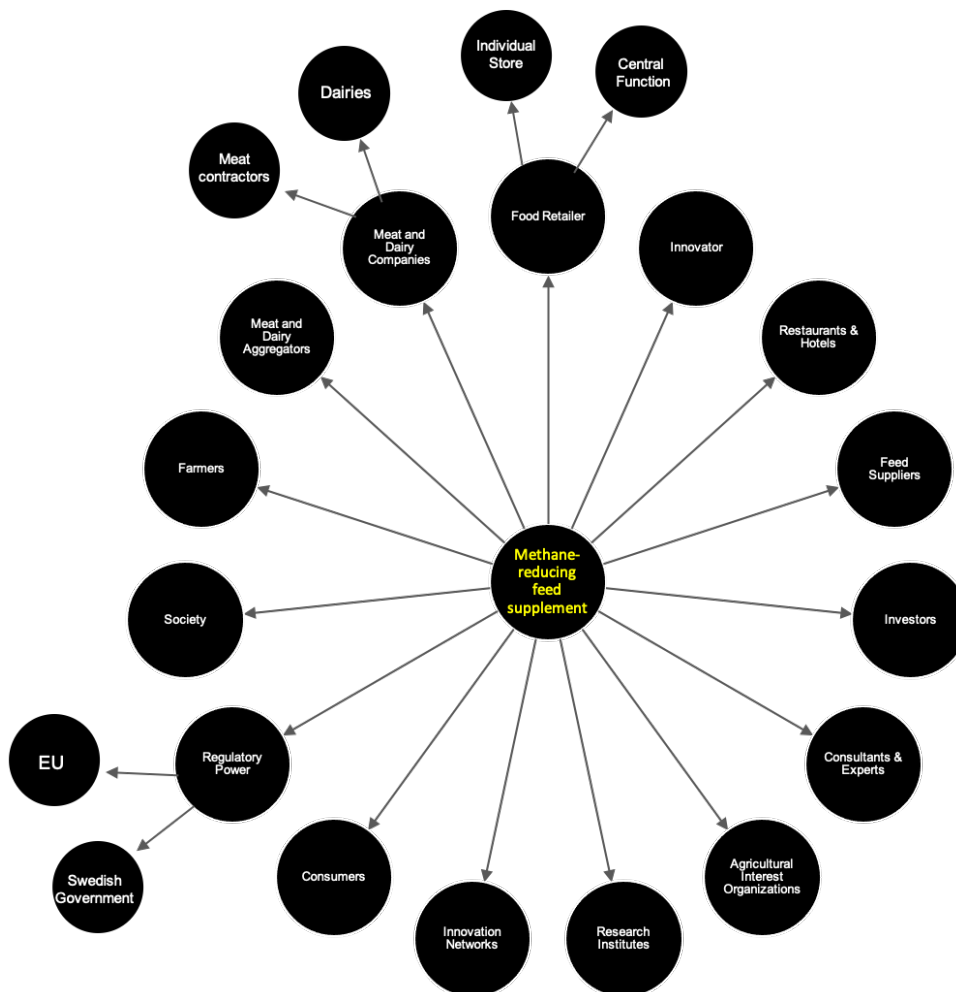 Individual
Store
Central
Function
Dairies
Meat
contractors
Food Retailer
Meat and
Dairy
Companies
Innovator
Meat and
Dairy
Aggregators
Restaurants &
Hotels
Farmers
Feed
Suppliers
Methane-
reducing
feed
supplement
Society
Investors
EU
Regulatory
Power
Consultants &
Experts
Swedish
Government
Consumers
Agricultural
Interest
Organizations
Innovation
Networks
Research
Institutes